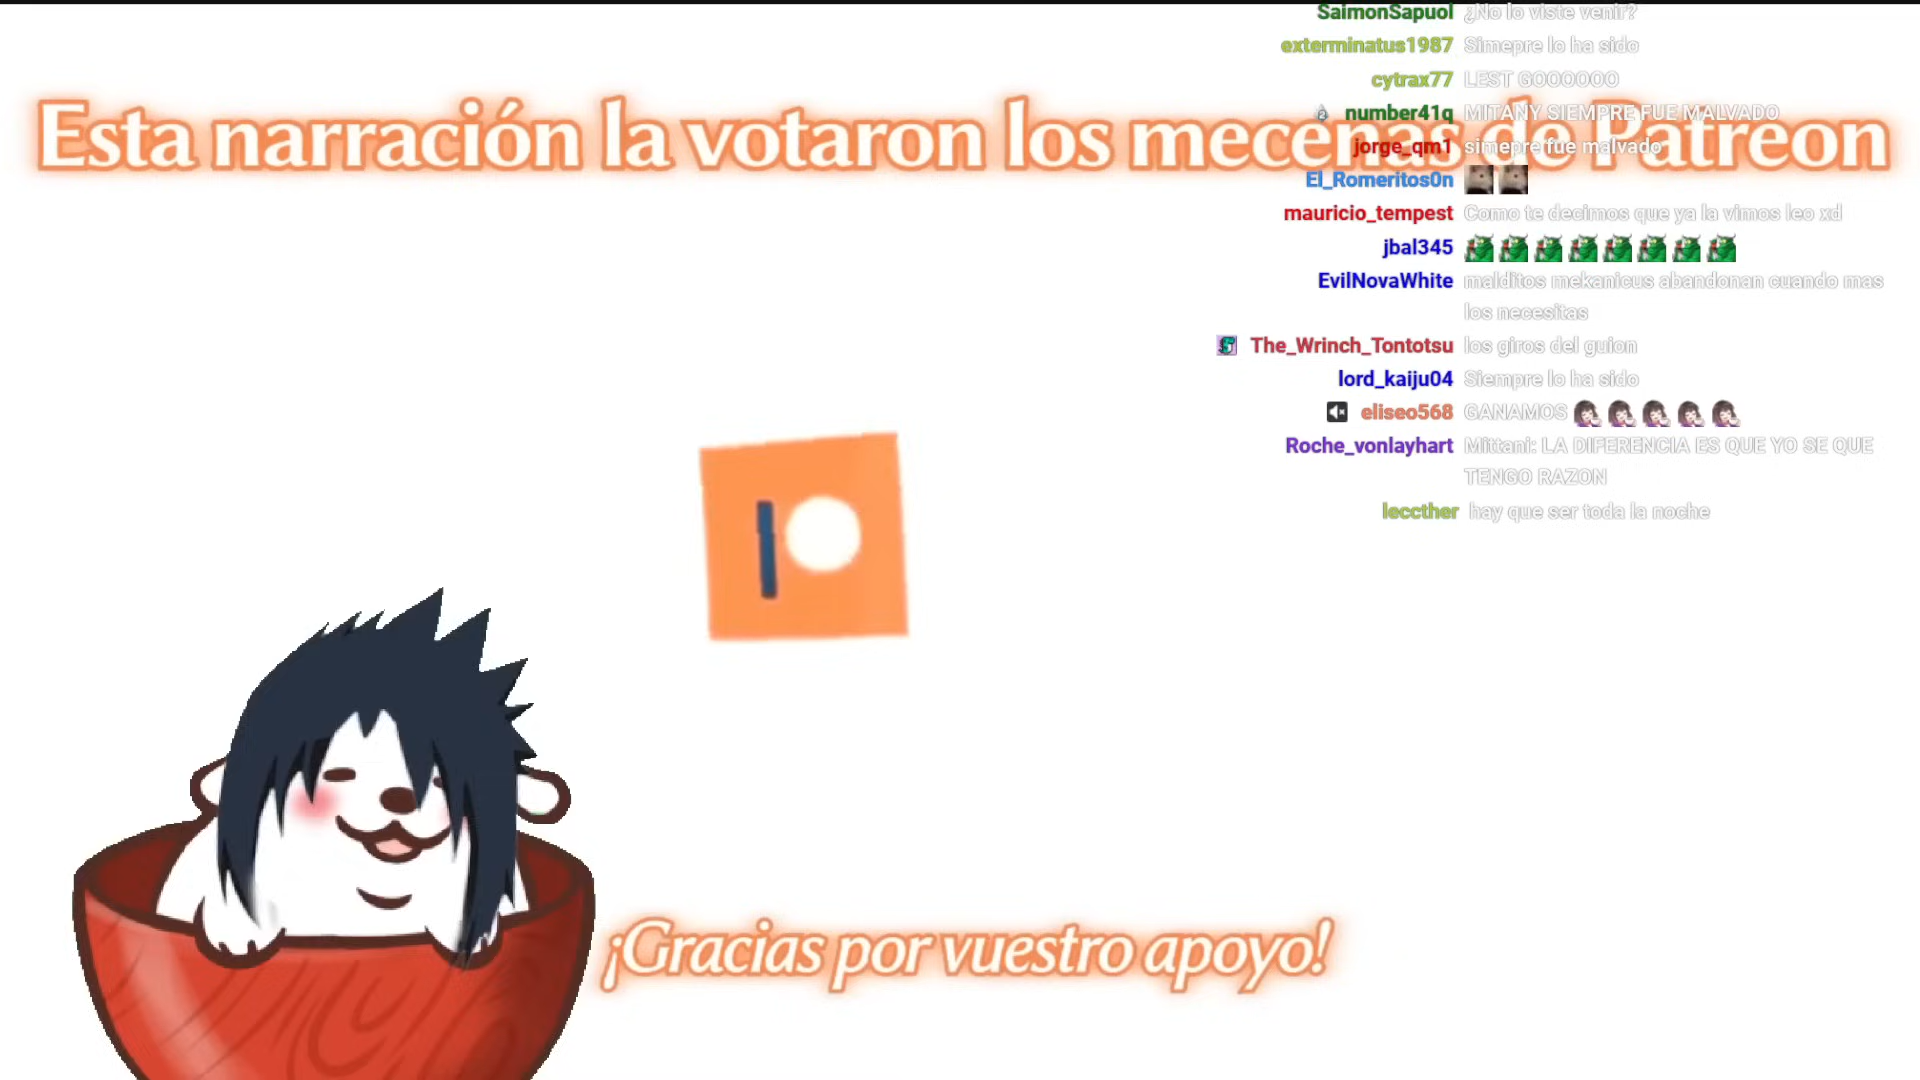 SaimonSapuol ¿No lo viste venir?
exterminatus1987 Simepre lo ha sido
cytrax77 LEST GOOOOOO
Esta narración la votaron los mecenas de Patreon
number41q MITANY SIEMPRE FUE MALVADO
jorge_qm1 simepre fue malvado
El_Romeritos0n
mauricio_tempest Como te decimos que ya la vimos leo xd
jbal345
EvilNovaWhite malditos mekanicus abandonan cuando mas
los necesitas
The_Wrinch_Tontotsu los giros del guion
lord_kaiju04 Siempre lo ha sido
eliseo568 GANAMOS
Roche_vonlayhart Mittani: LA DIFERENCIA ES QUE YO SE QUE
TENGO RAZON
leccther hay que ser toda la noche
¡Gracias por vuestro apoyo!